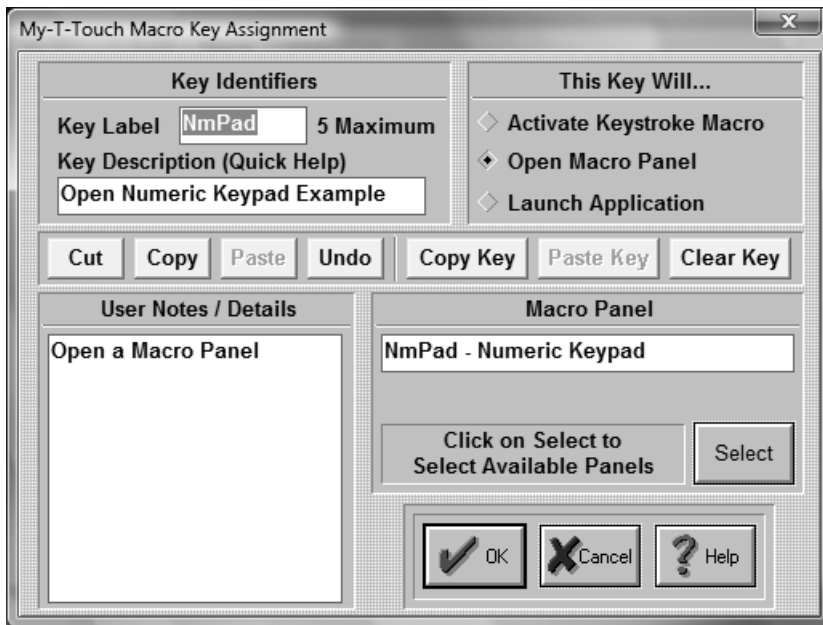 My-T-Touch Macro Key Assignment
X
Key Identifiers
Key Label NmPad 5 Maximum
Key Description (Quick Help)
Open Numeric Keypad Example
This Key Will...
Activate Keystroke Macro
Open Macro Panel
Launch Application
Cut Copy Paste Undo Copy Key Paste Key Clear Key
User Notes / Details
Open a Macro Panel
Macro Panel
NmPad - Numeric Keypad
Click on Select to
Select Available Panels
Select
OK Cancel Help